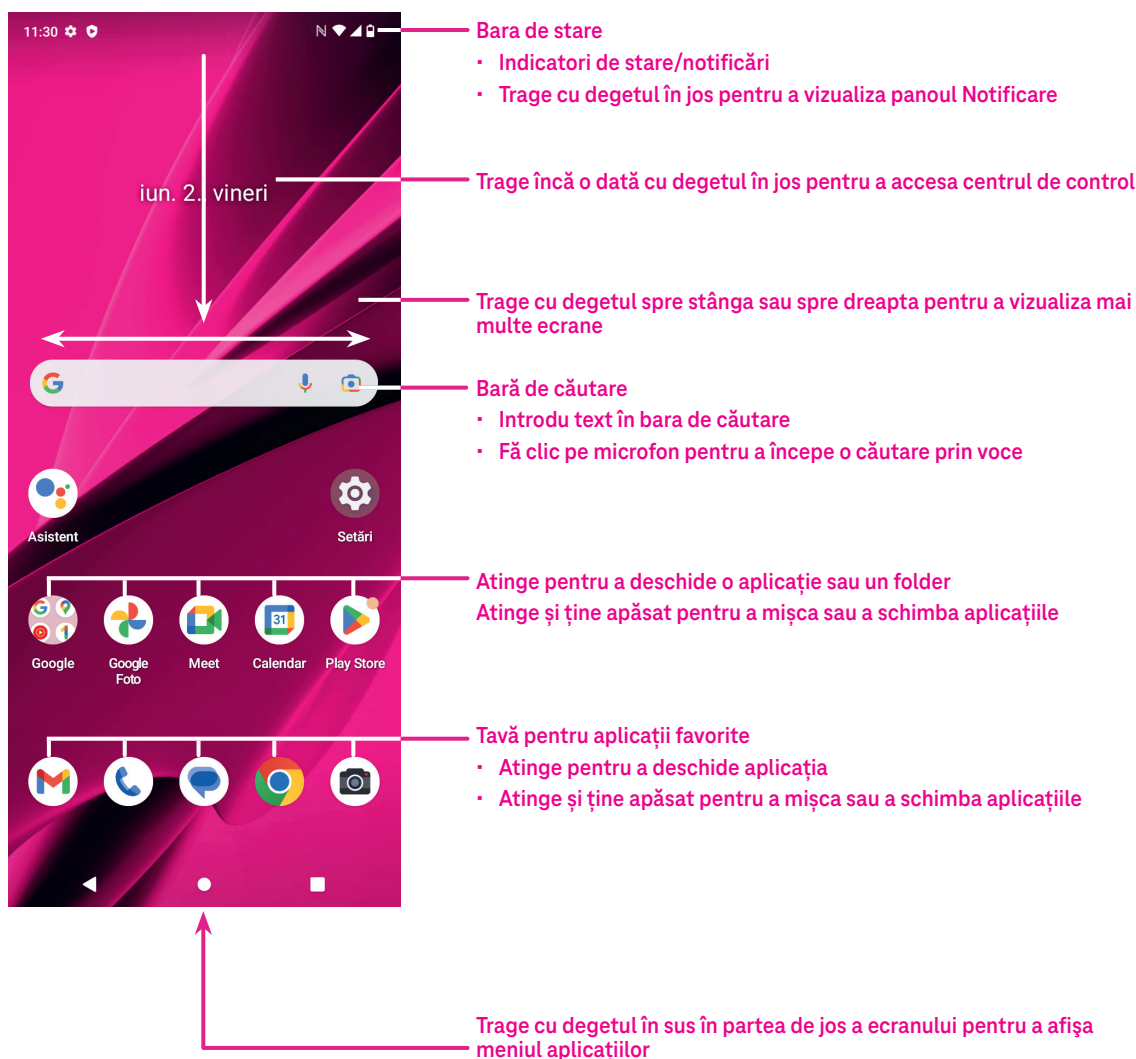 11:30
Bara de stare
· Indicatori de stare/notificări
· Trage cu degetul în jos pentru a vizualiza panoul Notificare
iun. 2., vineri
Trage încă o dată cu degetul în jos pentru a accesa centrul de control
Trage cu degetul spre stânga sau spre dreapta pentru a vizualiza mai
multe ecrane
Bară de căutare
· Introdu text în bara de căutare
· Fă clic pe microfon pentru a începe o căutare prin voce
Asistent
Setări
Atinge pentru a deschide o aplicație sau un folder
Atinge și ține apăsat pentru a mișca sau a schimba aplicațiile
31
Google
Google
Foto
Meet
Calendar
Play Store
Tavă pentru aplicații favorite
· Atinge pentru a deschide aplicația
· Atinge și ține apăsat pentru a mișca sau a schimba aplicațiile
Trage cu degetul în sus în partea de jos a ecranului pentru a afişa
meniul aplicațiilor